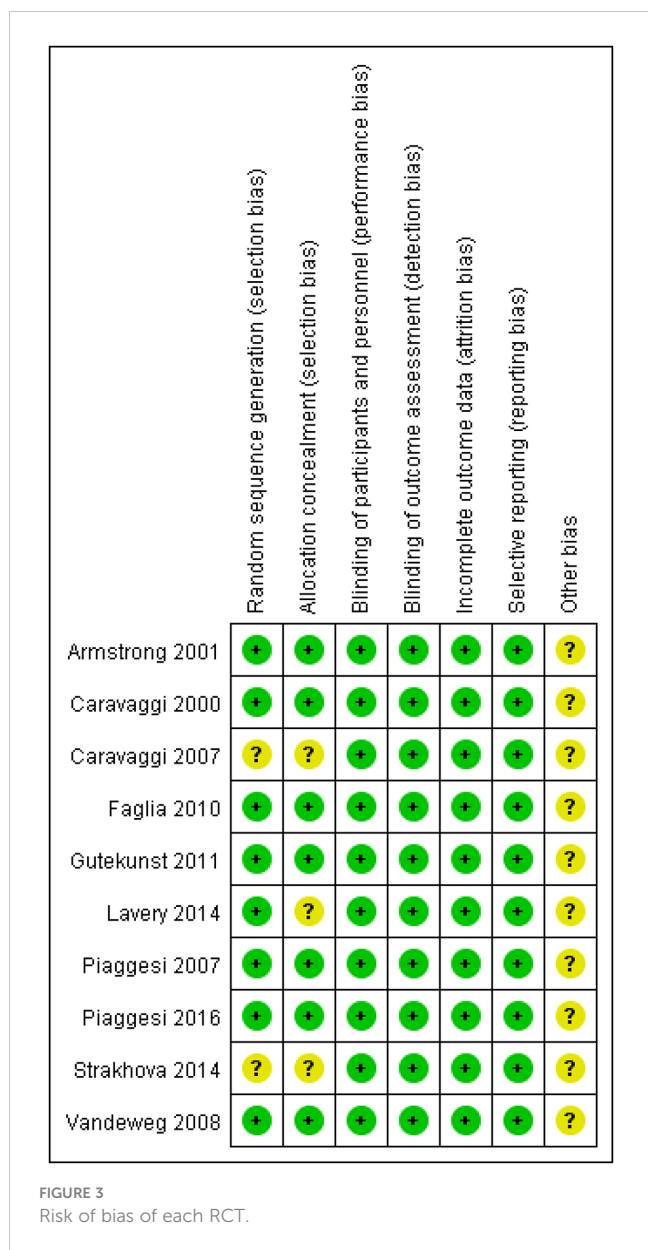 Random sequence generation (selection bias)
Allocation concealment (selection bias)
Blinding of participants and personnel (performance bias)
Blinding of outcome assessment (detection bias)
Incomplete outcome data (attrition bias)
Selective reporting (reporting bias)
Other bias
Armstrong 2001 + + + + + + ?
Caravaggi 2000 + + + + + + ?
Caravaggi 2007 ? ? + + + + ?
Faglia 2010 + + + + + + ?
Gutekunst 2011 + + + + + + ?
Lavery 2014 + ? + + + + ?
Piaggesi 2007 + + + + + + ?
Piaggesi 2016 + + + + + + ?
Strakhova 2014 ? ? + + + + ?
Vandeweg 2008 + + + + + + ?
FIGURE 3
Risk of bias of each RCT.